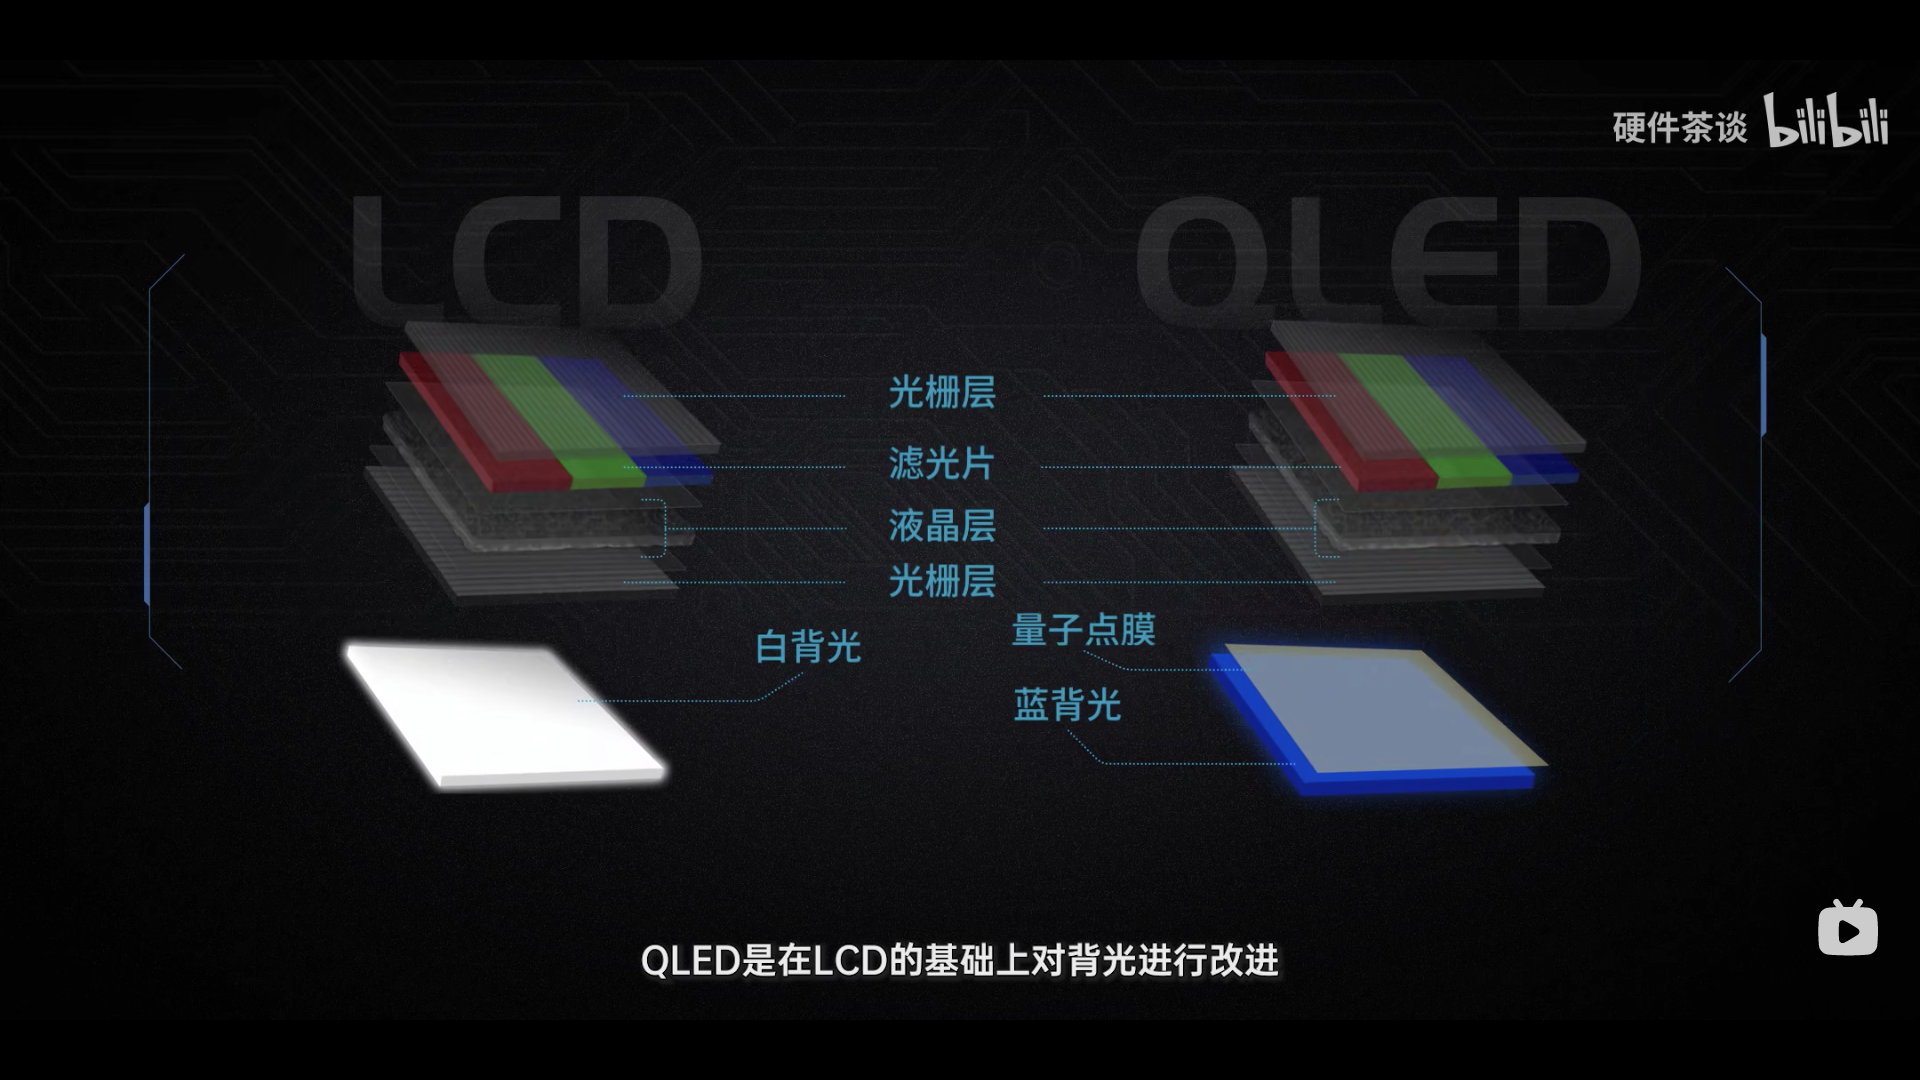 硬件茶谈 bilibili
LCD
QLED
光栅层
滤光片
液晶层
光栅层
白背光
量子点膜
蓝背光
QLED是在LCD的基础上对背光进行改进